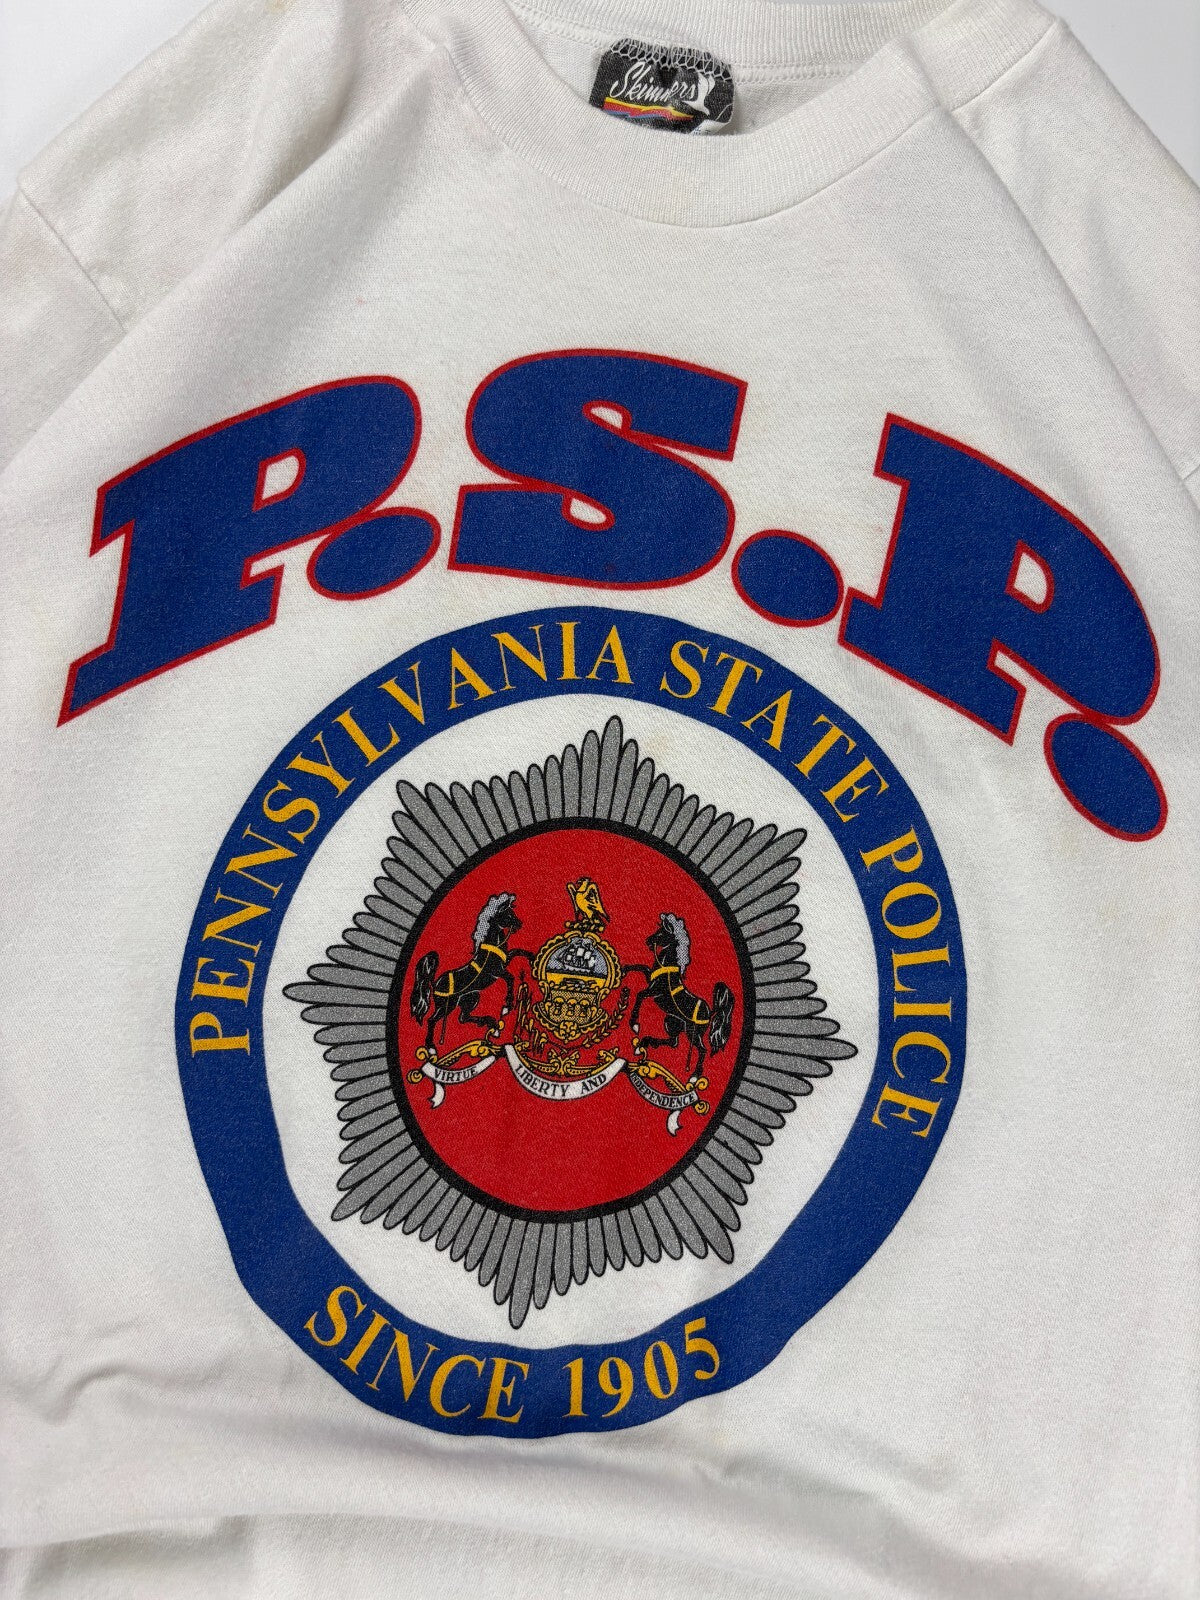 Skinners
P.S.P.
PENNSYLVANIA STATE POLICE
VIRTUE LIBERTY AND INDEPENDENCE
SINCE 1905